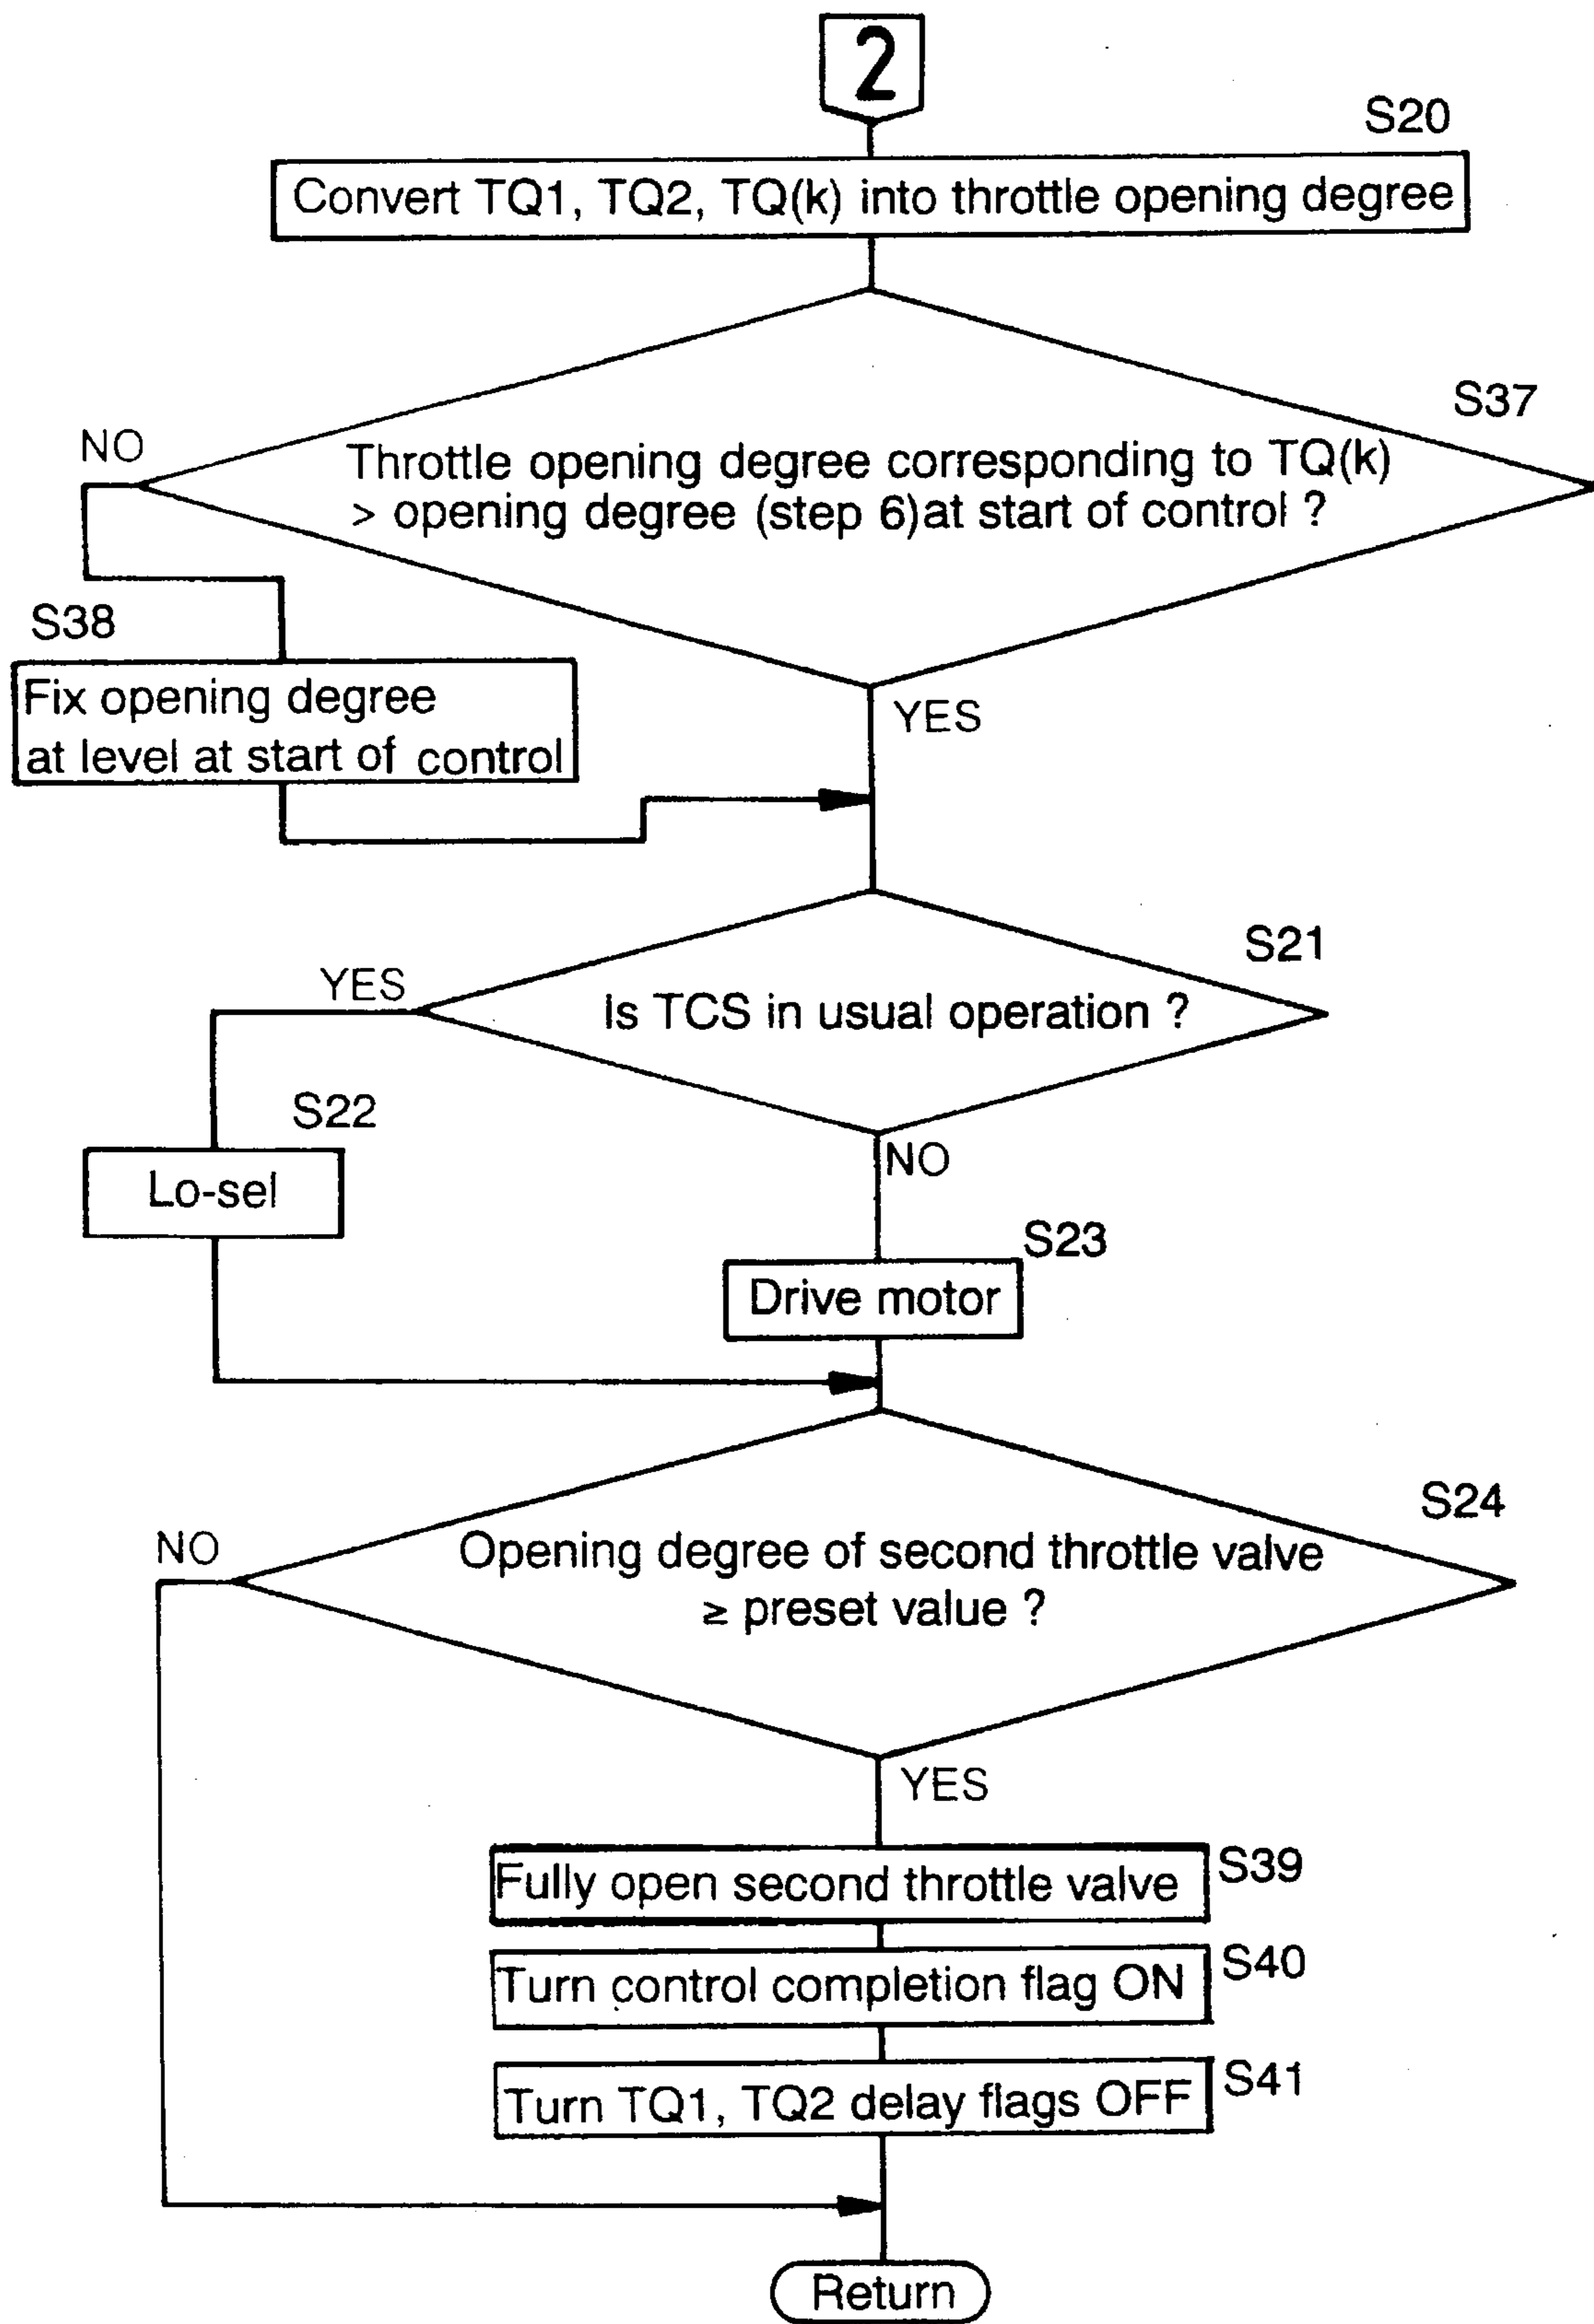 2
S20
Convert TQ1, TQ2, TQ(k) into throttle opening degree
S37
NO
Throttle opening degree corresponding to TQ(k)
> opening degree (step 6)at start of control ?
S38
Fix opening degree
at level at start of control
YES
S21
YES
Is TCS in usual operation ?
S22
Lo-sel
NO
S23
Drive motor
S24
NO
Opening degree of second throttle valve
≥ preset value ?
YES
Fully open second throttle valve
S39
Turn control completion flag ON
S40
Turn TQ1, TQ2 delay flags OFF
S41
Return